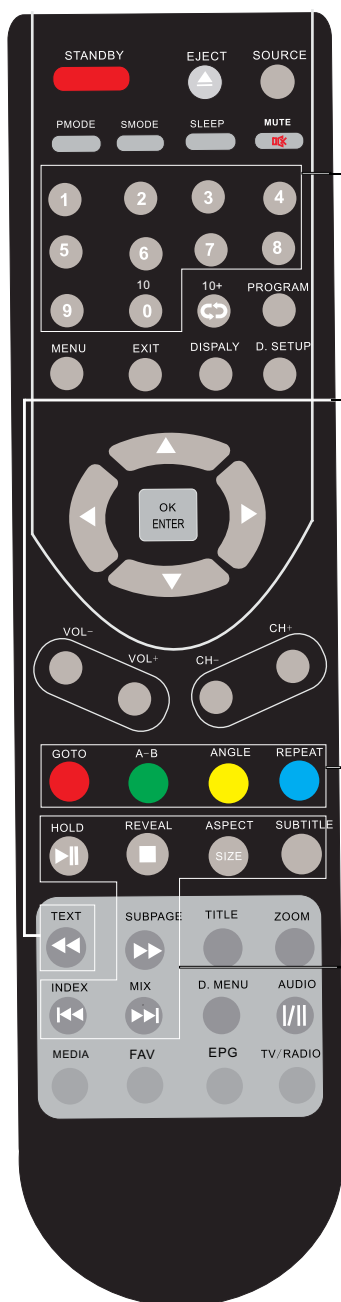 STANDBY EJECT SOURCE
PMODE SMODE SLEEP MUTE
1 2 3 4
5 6 7 8
10 10+ PROGRAM
9 0
MENU EXIT DISPALY D. SETUP
OK
ENTER
VOL- CH+
VOL+ CH-
GOTO A-B ANGLE REPEAT
HOLD REVEAL ASPECT SUBTITLE
SIZE
TEXT SUBPAGE TITLE ZOOM
INDEX MIX D. MENU AUDIO
I/II
MEDIA FAV EPG TV/RADIO